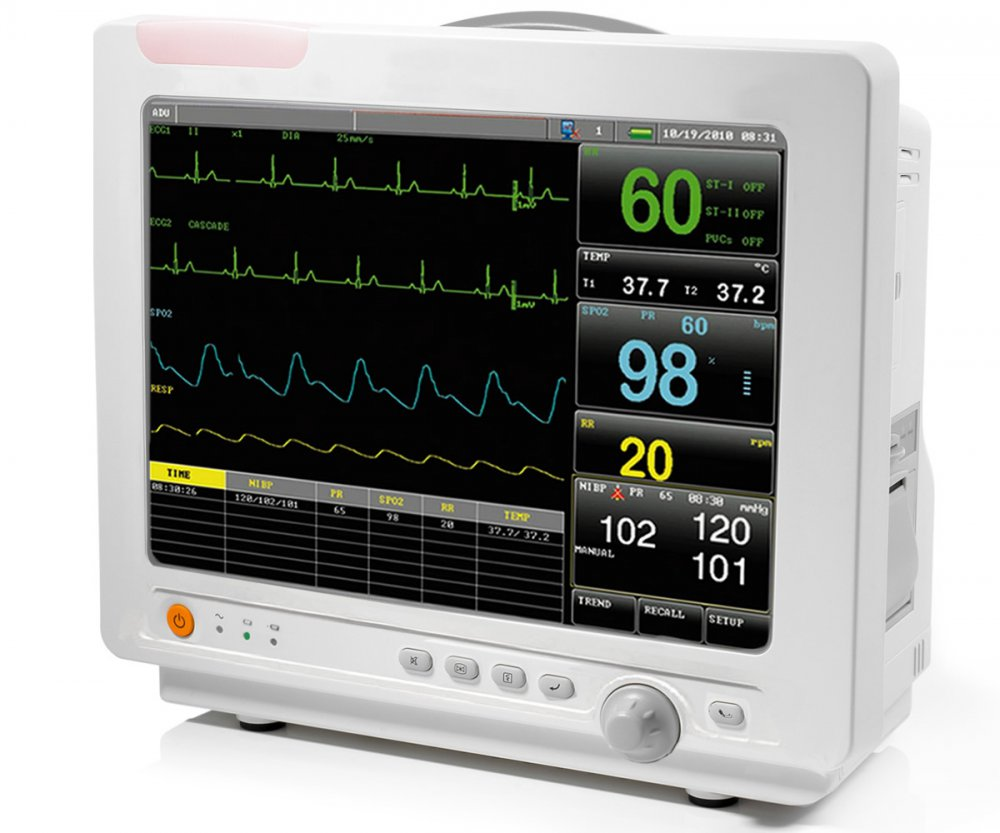 ADU 1 10/19/2010 08:31
ECG1 II x1 DIA 25mm/s
1mV
ECG2 CASCADE
1mV
SPO2
RESP
HR
60
ST-I OFF
ST-II OFF
PVCs OFF
TEMP °C
T1 37.7 T2 37.2
SPO2 PR 60 bpm
98 %
RR rpm
20
NIBP PR 65 08:30 mmHg
102 120
MANUAL 101
TREND RECALL SETUP
TIME NIBP PR SPO2 RR TEMP
08:30:26 120/102/101 65 98 20 37.7/ 37.2